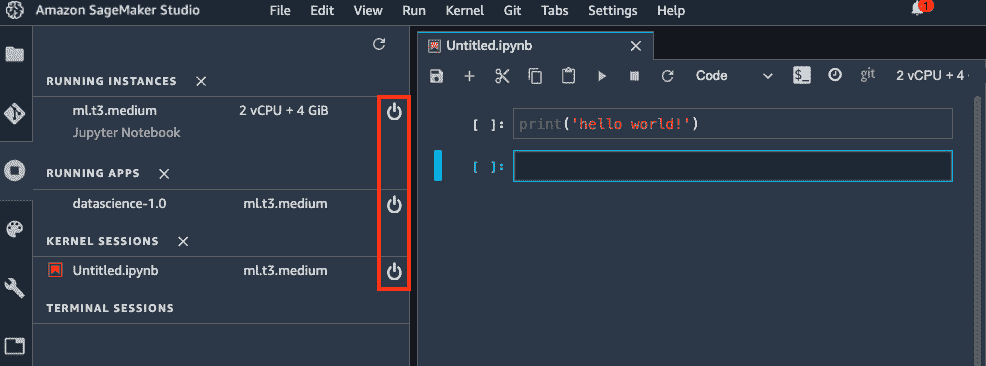 Amazon SageMaker Studio File Edit View Run Kernel Git Tabs Settings Help 1
RUNNING INSTANCES
ml.t3.medium 2 vCPU + 4 GiB
Jupyter Notebook
RUNNING APPS
datascience-1.0 ml.t3.medium
KERNEL SESSIONS
Untitled.ipynb ml.t3.medium
TERMINAL SESSIONS
Untitled.ipynb
Code $_ git 2 vCPU + 4
[ ]: print('hello world!')
[ ]: